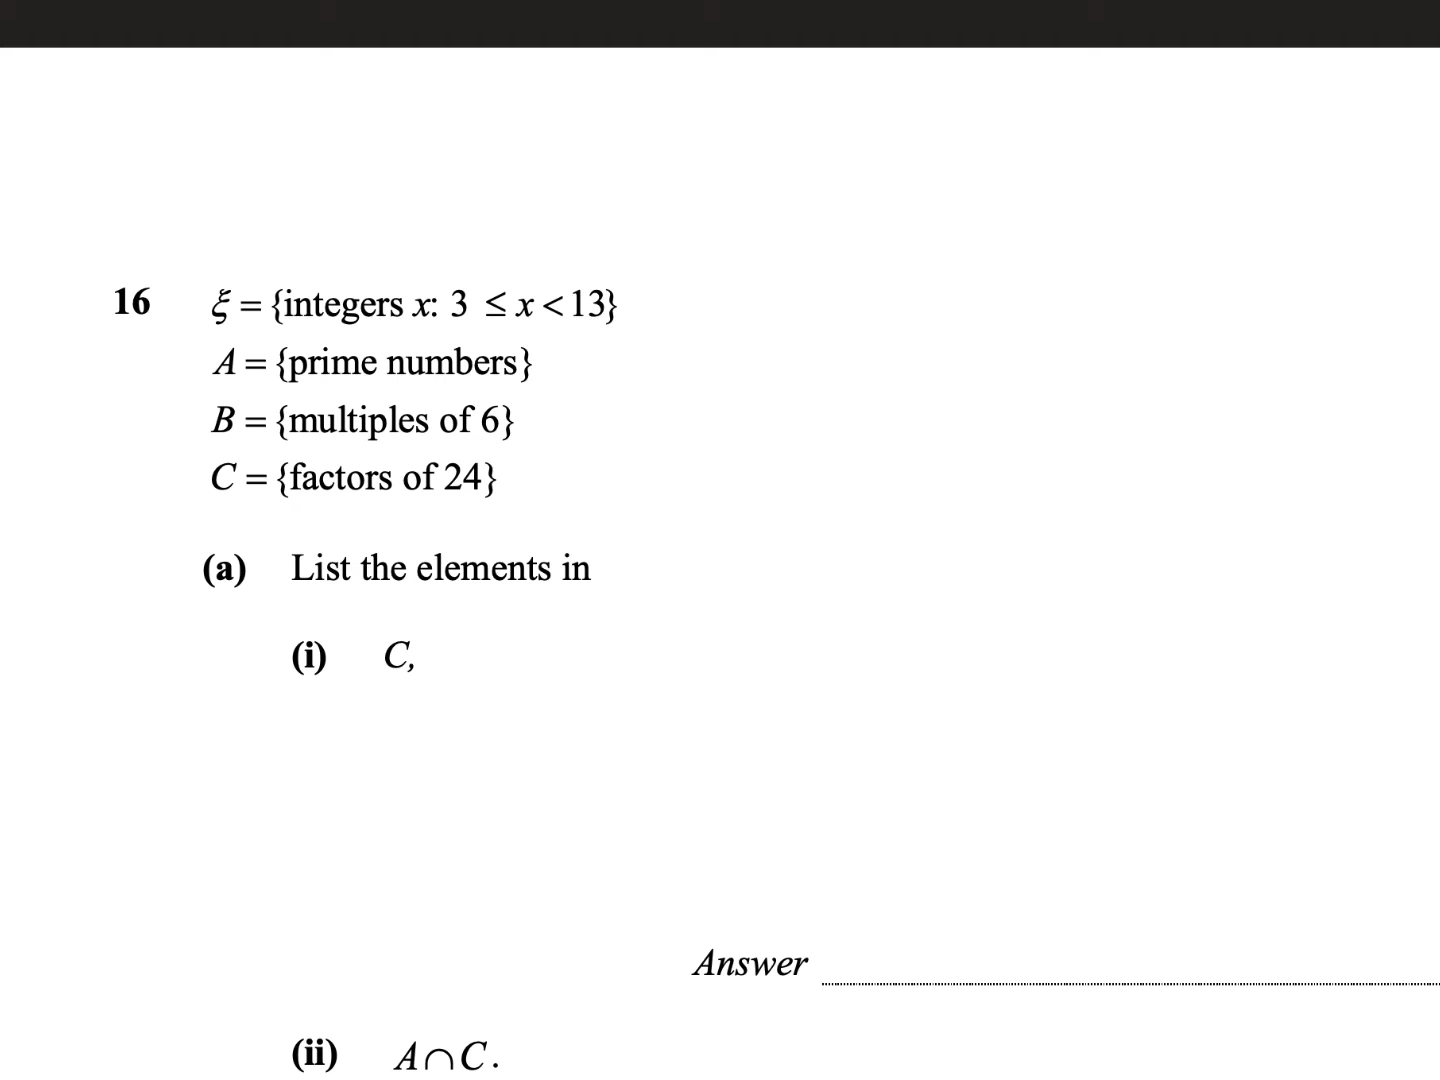 16 ξ = {integers x: 3 ≤ x < 13}
A = {prime numbers}
B = {multiples of 6}
C = {factors of 24}
(a) List the elements in
(i) C,
Answer
(ii) A∩C.